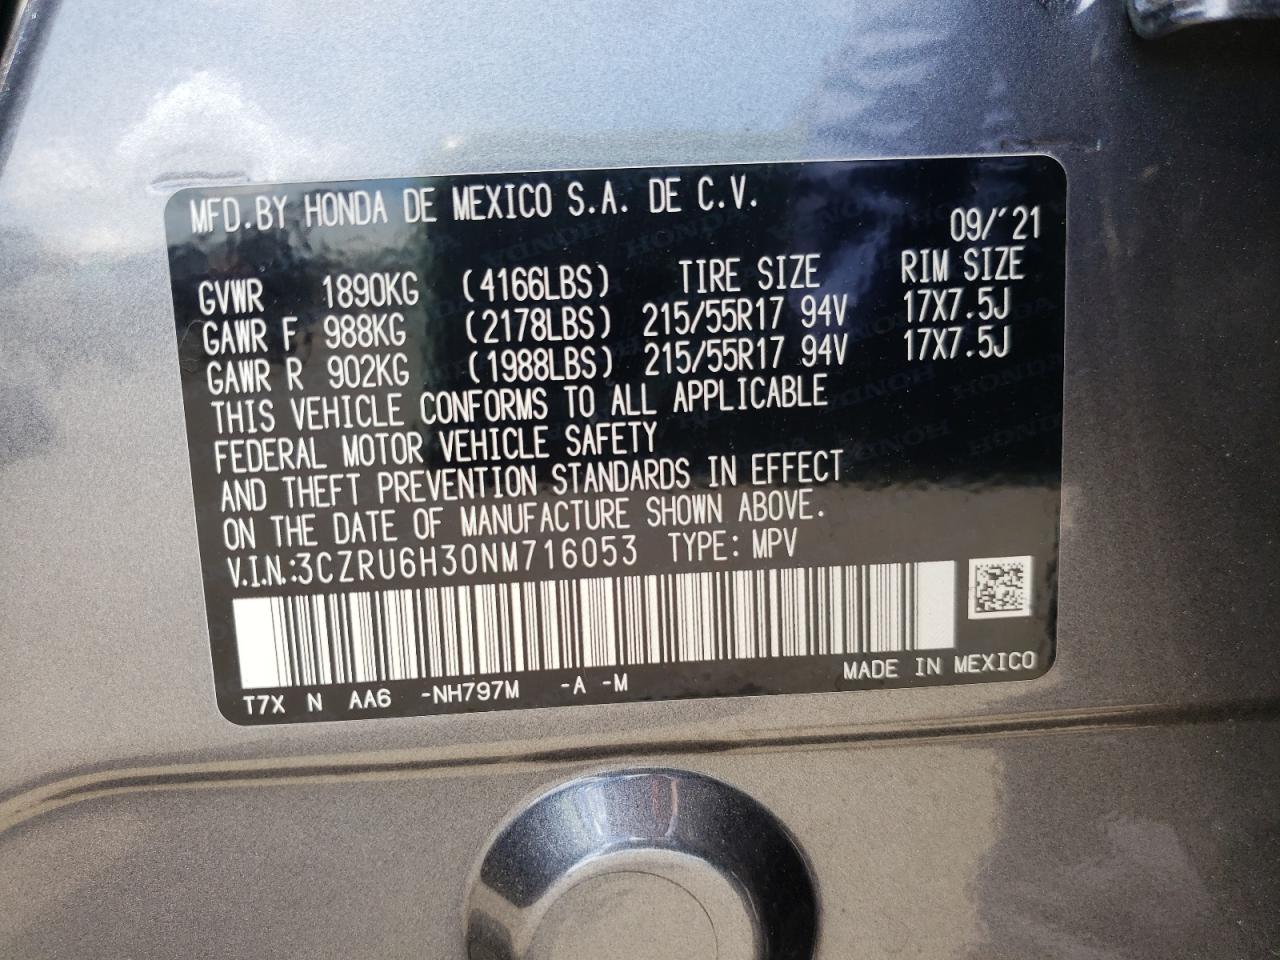 MFD.BY HONDA DE MEXICO S.A. DE C.V.
09/'21
GVWR 1890KG (4166LBS) TIRE SIZE RIM SIZE
GAWR F 988KG (2178LBS) 215/55R17 94V 17X7.5J
GAWR R 902KG (1988LBS) 215/55R17 94V 17X7.5J
THIS VEHICLE CONFORMS TO ALL APPLICABLE
FEDERAL MOTOR VEHICLE SAFETY
AND THEFT PREVENTION STANDARDS IN EFFECT
ON THE DATE OF MANUFACTURE SHOWN ABOVE.
V.I.N.:3CZRU6H30NM716053 TYPE: MPV
T7X N AA6 -NH797M -A -M
MADE IN MEXICO